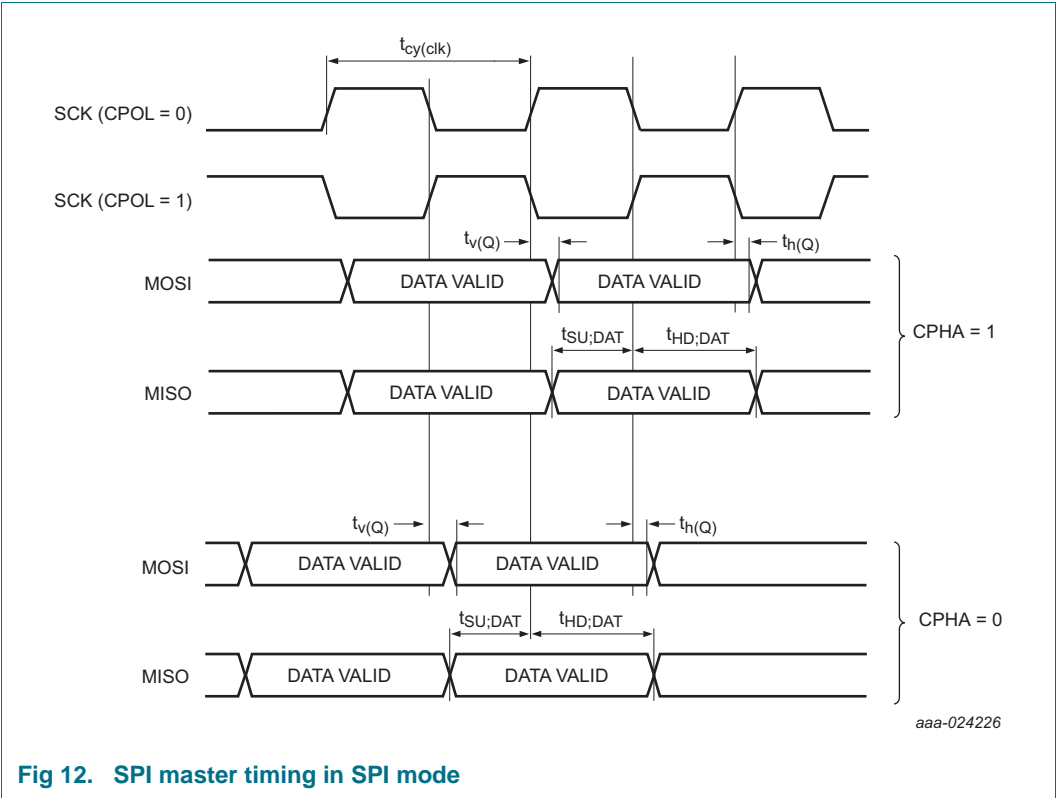 tcy(clk)
SCK (CPOL = 0)
SCK (CPOL = 1)
tv(Q)
th(Q)
MOSI
DATA VALID
DATA VALID
tSU;DAT
tHD;DAT
CPHA = 1
MISO
DATA VALID
DATA VALID
tv(Q)
th(Q)
MOSI
DATA VALID
DATA VALID
tSU;DAT
tHD;DAT
CPHA = 0
MISO
DATA VALID
DATA VALID
aaa-024226
Fig 12. SPI master timing in SPI mode